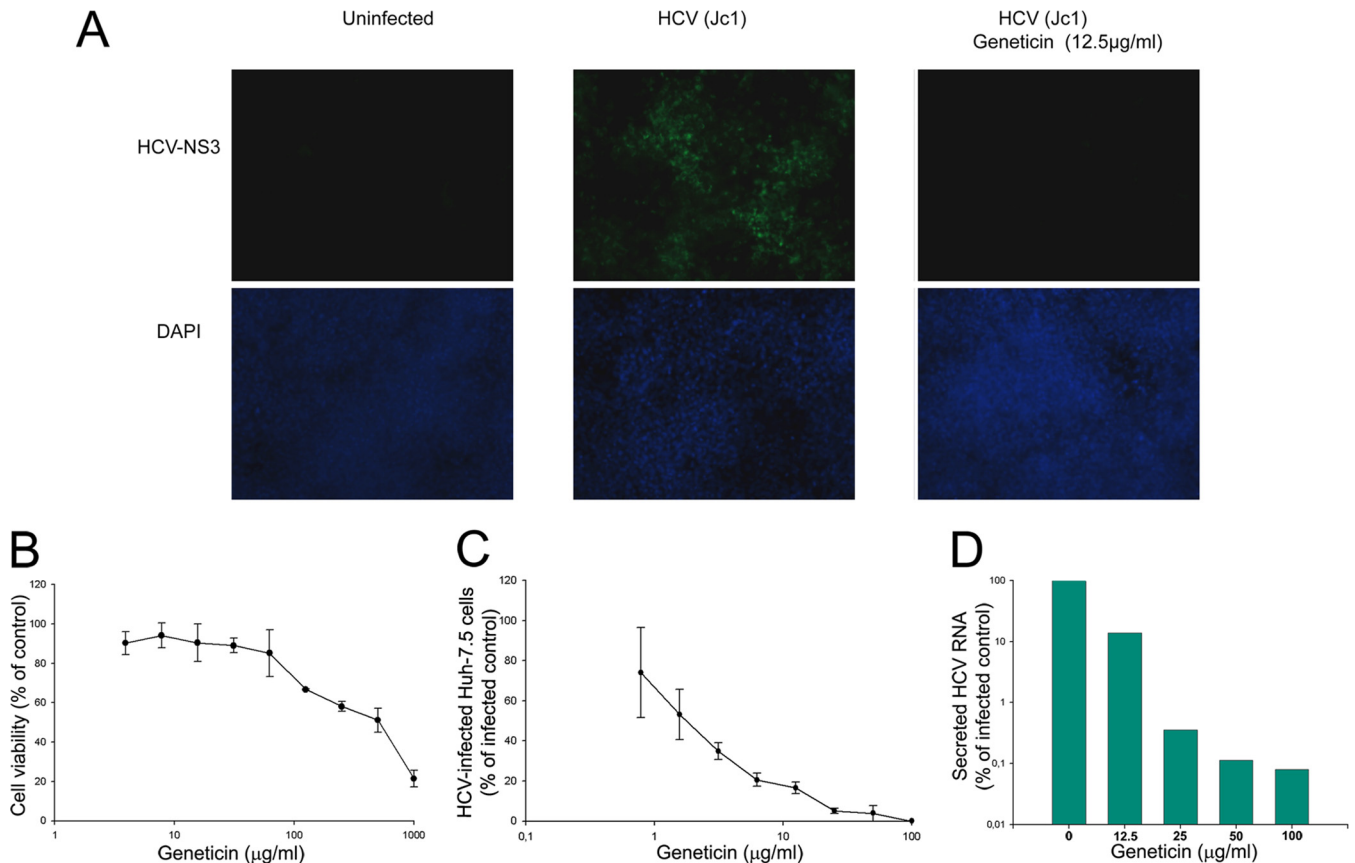 A
Uninfected
HCV (Jc1)
HCV (Jc1)
Geneticin (12.5µg/ml)
HCV-NS3
DAPI
B
Cell viability (% of control)
120
100
80
60
40
20
0
1
10
100
1000
Geneticin (µg/ml)
C
HCV-infected Huh-7.5 cells
(% of infected control)
120
100
80
60
40
20
0
0,1
1
10
100
Geneticin (µg/ml)
D
Secreted HCV RNA
(% of infected control)
100
10
1
0,1
0,01
0
12.5
25
50
100
Geneticin (µg/ml)